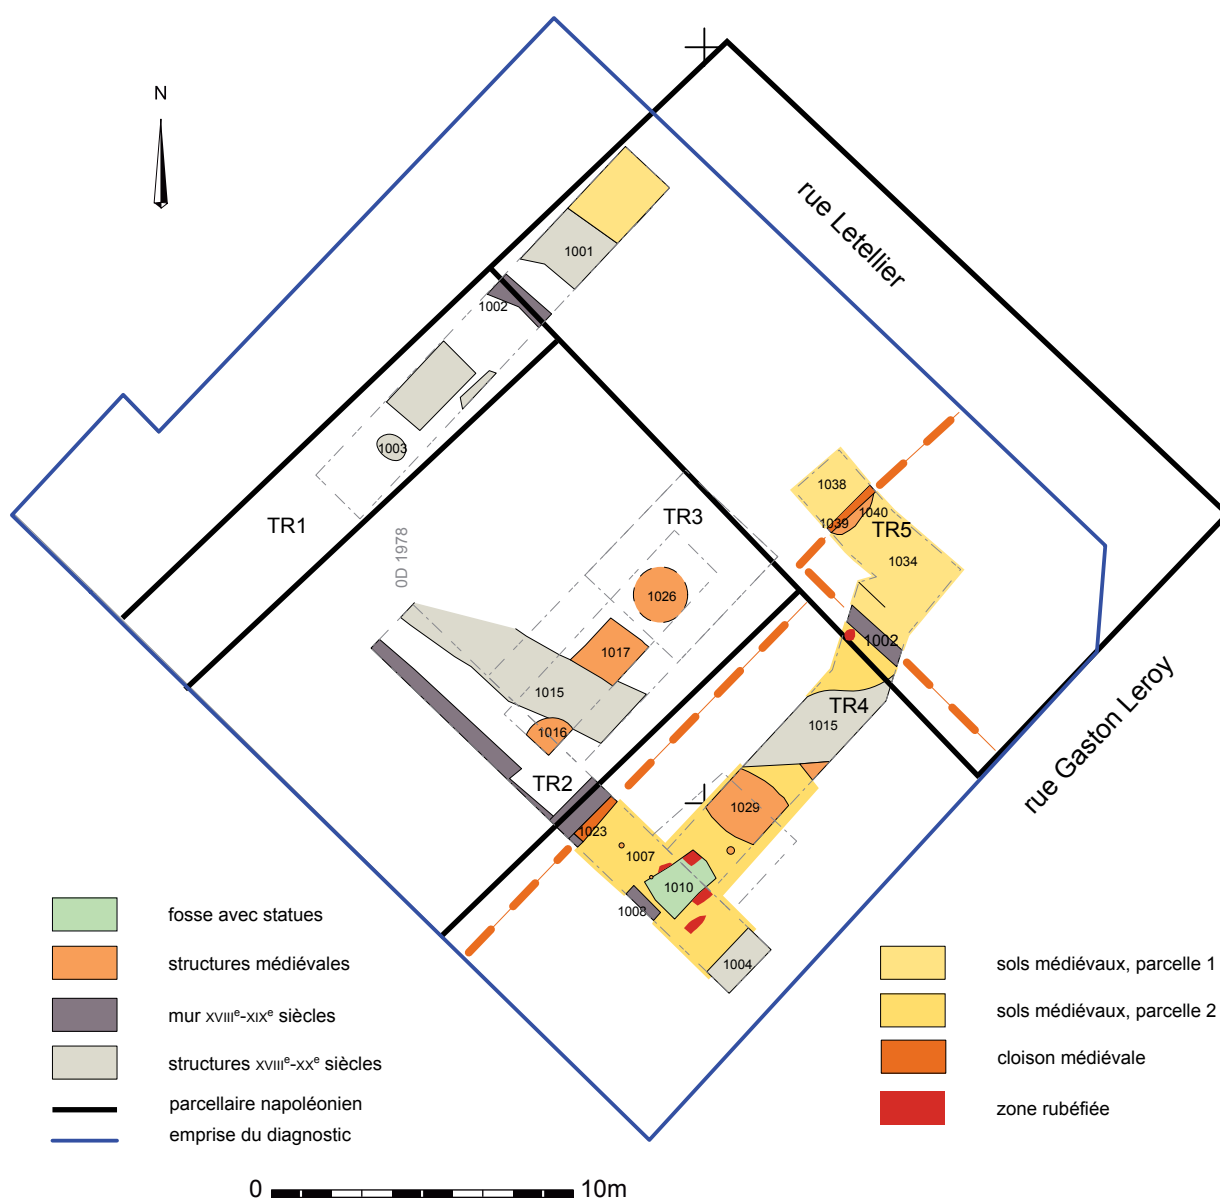 N
rue Letellier
1001
1002
1003
TR1
0D 1978
TR3
1038
1040
1039
TR5
1034
1026
1017
1002
1015
TR4
1015
1016
TR2
1029
1023
1007
1010
1008
1004
rue Gaston Leroy
fosse avec statues
structures médiévales
mur XVIIIe-XIXe siècles
structures XVIIIe-XXe siècles
parcellaire napoléonien
emprise du diagnostic
sols médiévaux, parcelle 1
sols médiévaux, parcelle 2
cloison médiévale
zone rubéfiée
0 10m